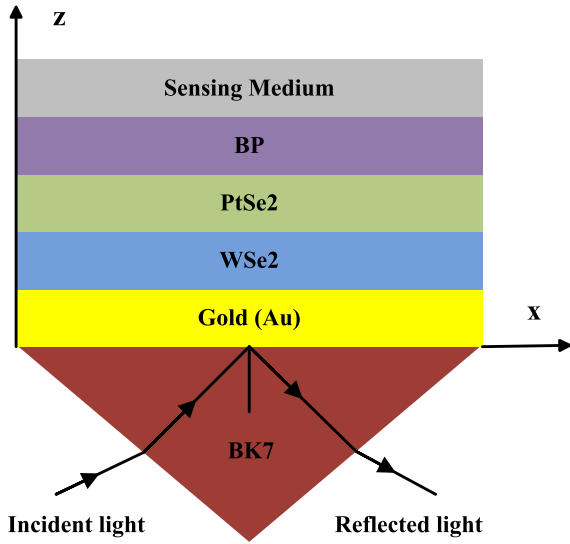 z
Sensing Medium
BP
PtSe2
WSe2
Gold (Au)
x
BK7
Incident light
Reflected light